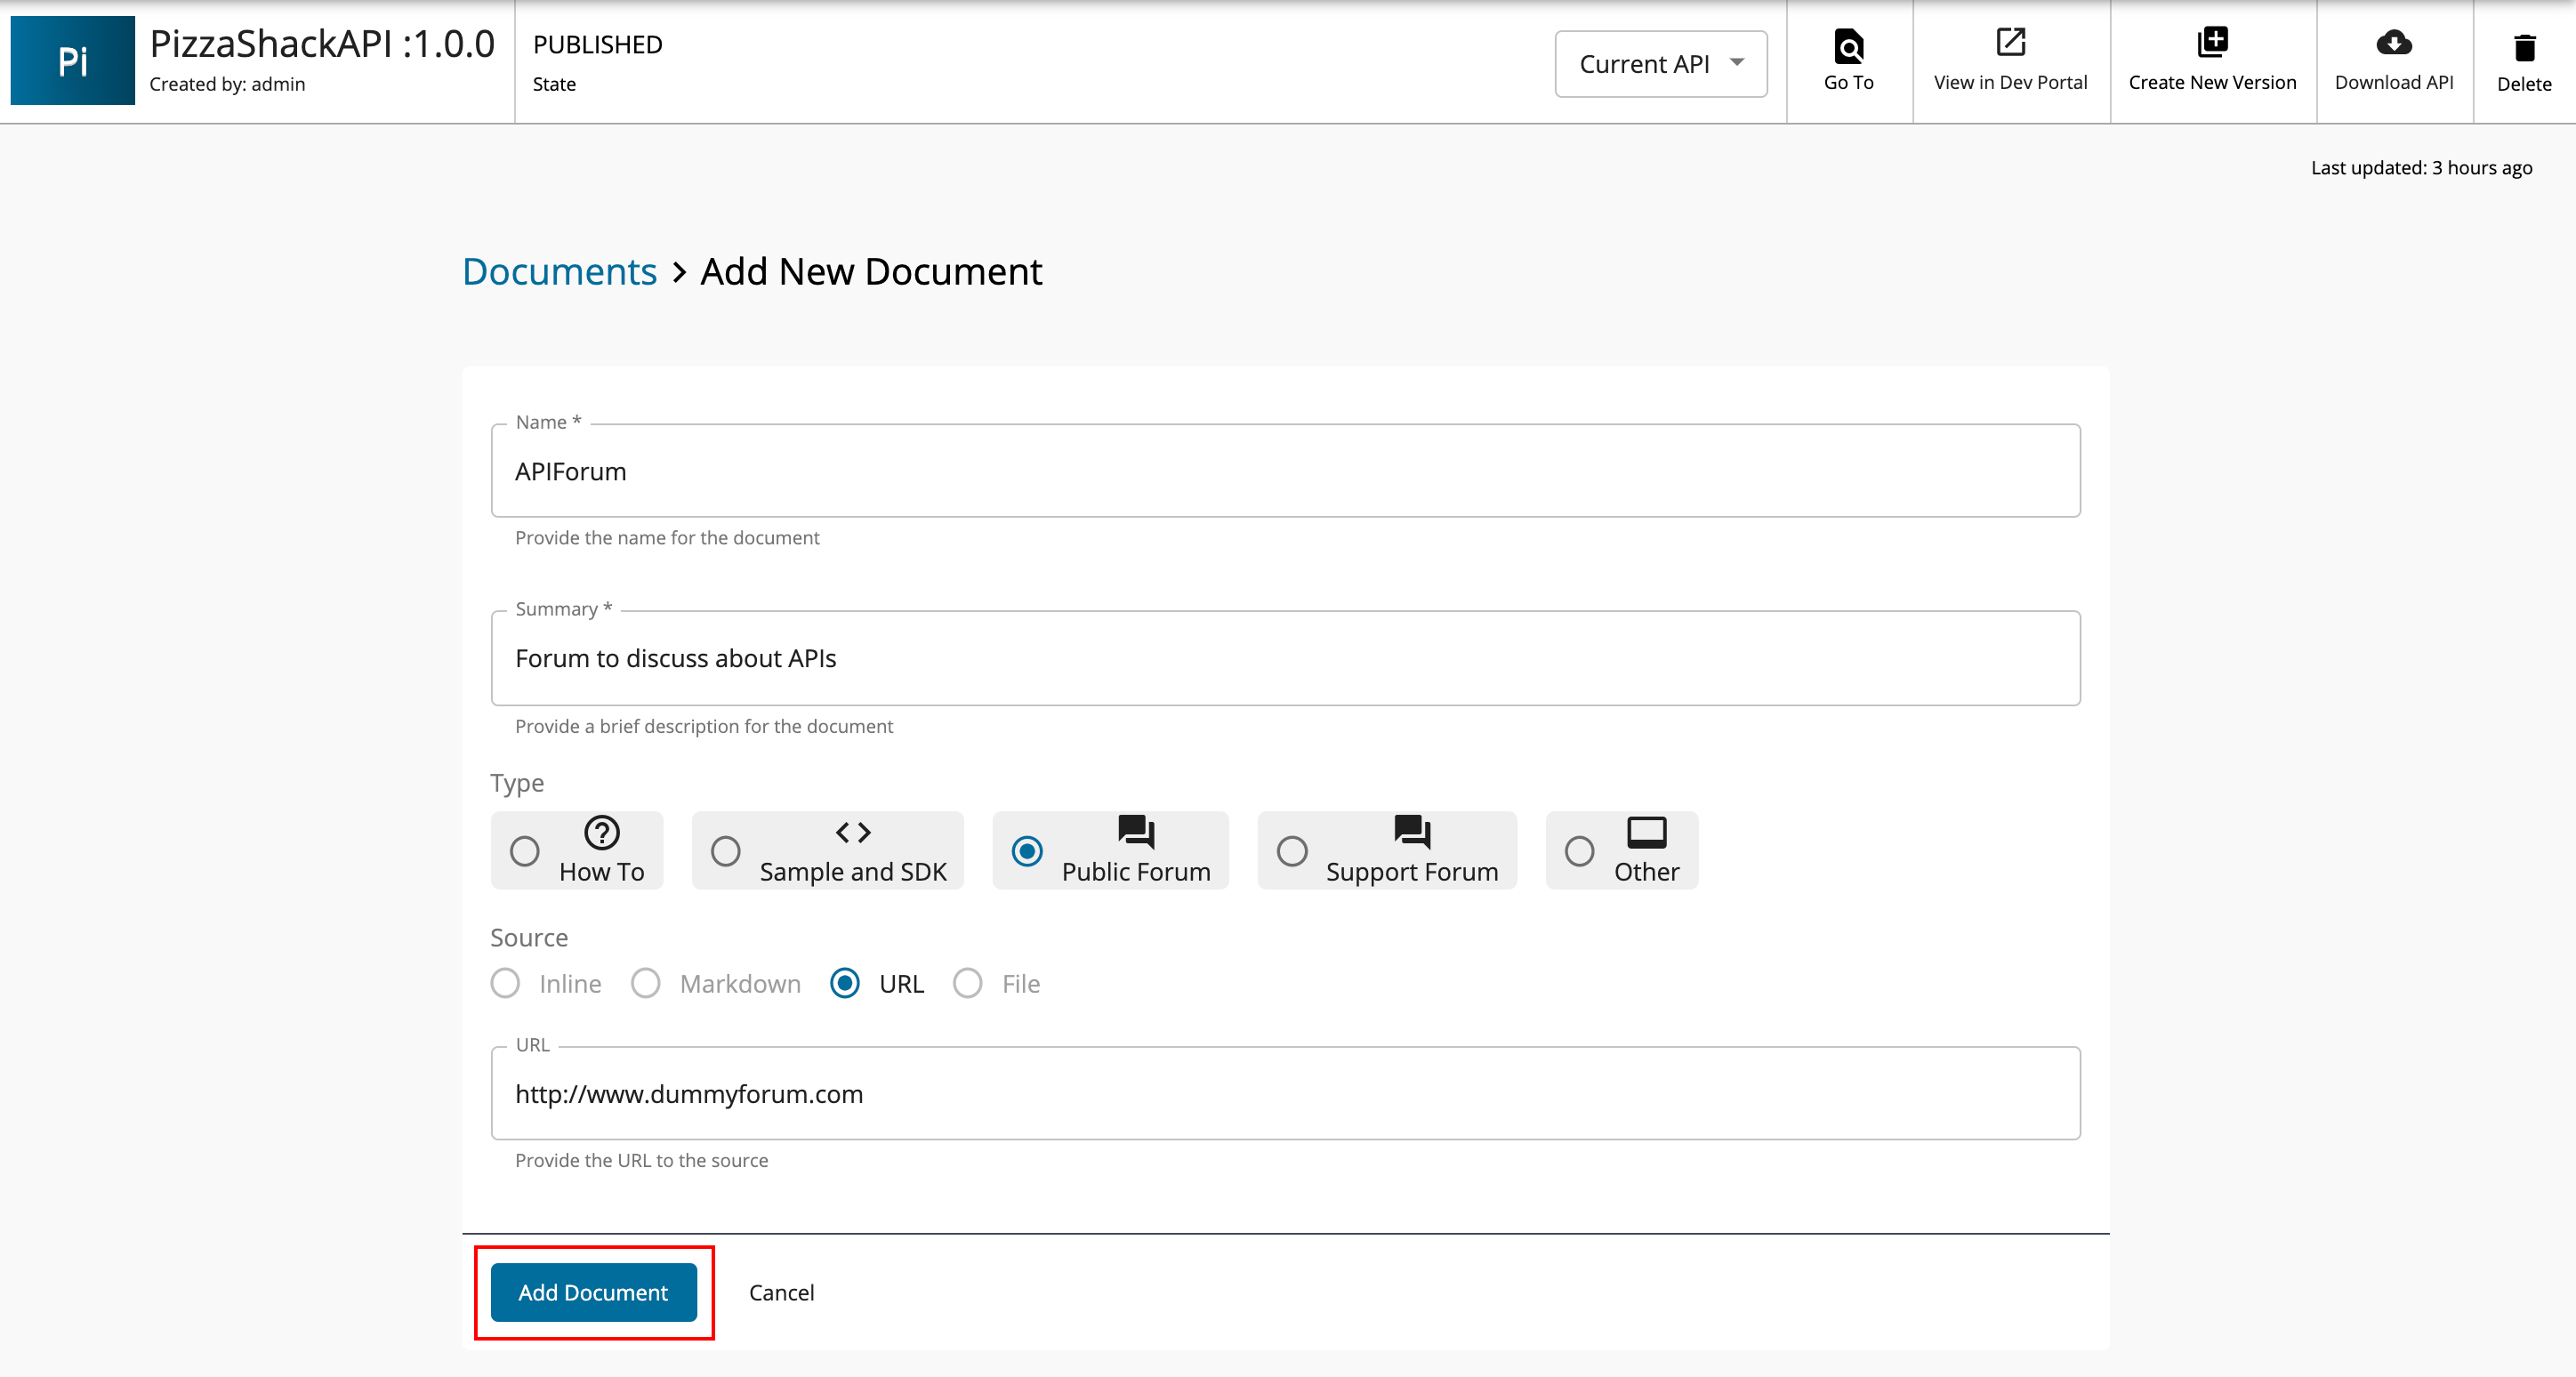 Pi
PizzaShackAPI :1.0.0
Created by: admin
PUBLISHED
State
Current API
Go To
View in Dev Portal
Create New Version
Download API
Delete
Last updated: 3 hours ago
Documents > Add New Document
Name *
APIForum
Provide the name for the document
Summary *
Forum to discuss about APIs
Provide a brief description for the document
Type
How To
Sample and SDK
Public Forum
Support Forum
Other
Source
Inline Markdown URL File
URL
http://www.dummyforum.com
Provide the URL to the source
Add Document
Cancel